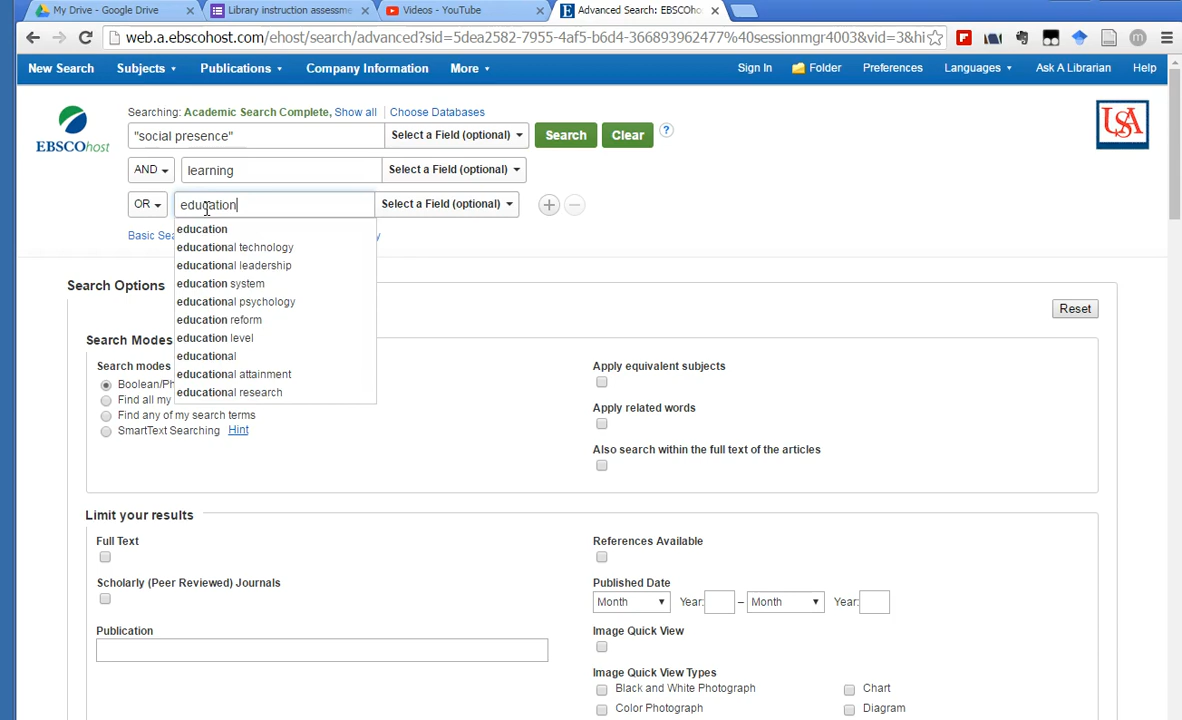 My Drive - Google Drive
Library instruction assessme
Videos - YouTube
Advanced Search: EBSCOho
web.a.ebscohost.com/ehost/search/advanced?sid=5dea2582-7955-4af5-b6d4-366893962477%40sessionmgr4003&vid=3&hi
New Search Subjects Publications Company Information More Sign In Folder Preferences Languages Ask A Librarian Help
Searching: Academic Search Complete, Show all Choose Databases
EBSCOhost
"social presence" Select a Field (optional) Search Clear ?
USA
AND learning Select a Field (optional)
OR education Select a Field (optional)
Basic Sea y
education
educational technology
educational leadership
education system
educational psychology
education reform
education level
educational
educational attainment
educational research
Search Options
Reset
Search Modes
Search modes
Boolean/Ph
Find all my
Find any of my search terms
SmartText Searching Hint
Apply equivalent subjects
Apply related words
Also search within the full text of the articles
Limit your results
Full Text
Scholarly (Peer Reviewed) Journals
Publication
References Available
Published Date
Month Year: – Month Year:
Image Quick View
Image Quick View Types
Black and White Photograph Chart
Color Photograph Diagram